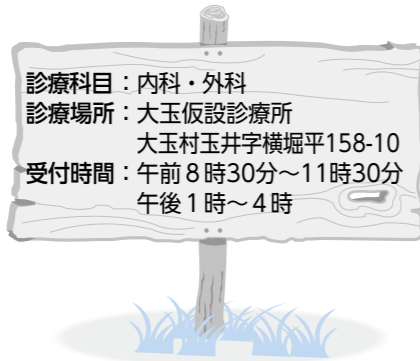 診療科目：内科・外科
診療場所：大玉仮設診療所
大玉村玉井字横堀平158-10
受付時間：午前８時30分～11時30分
午後１時～４時